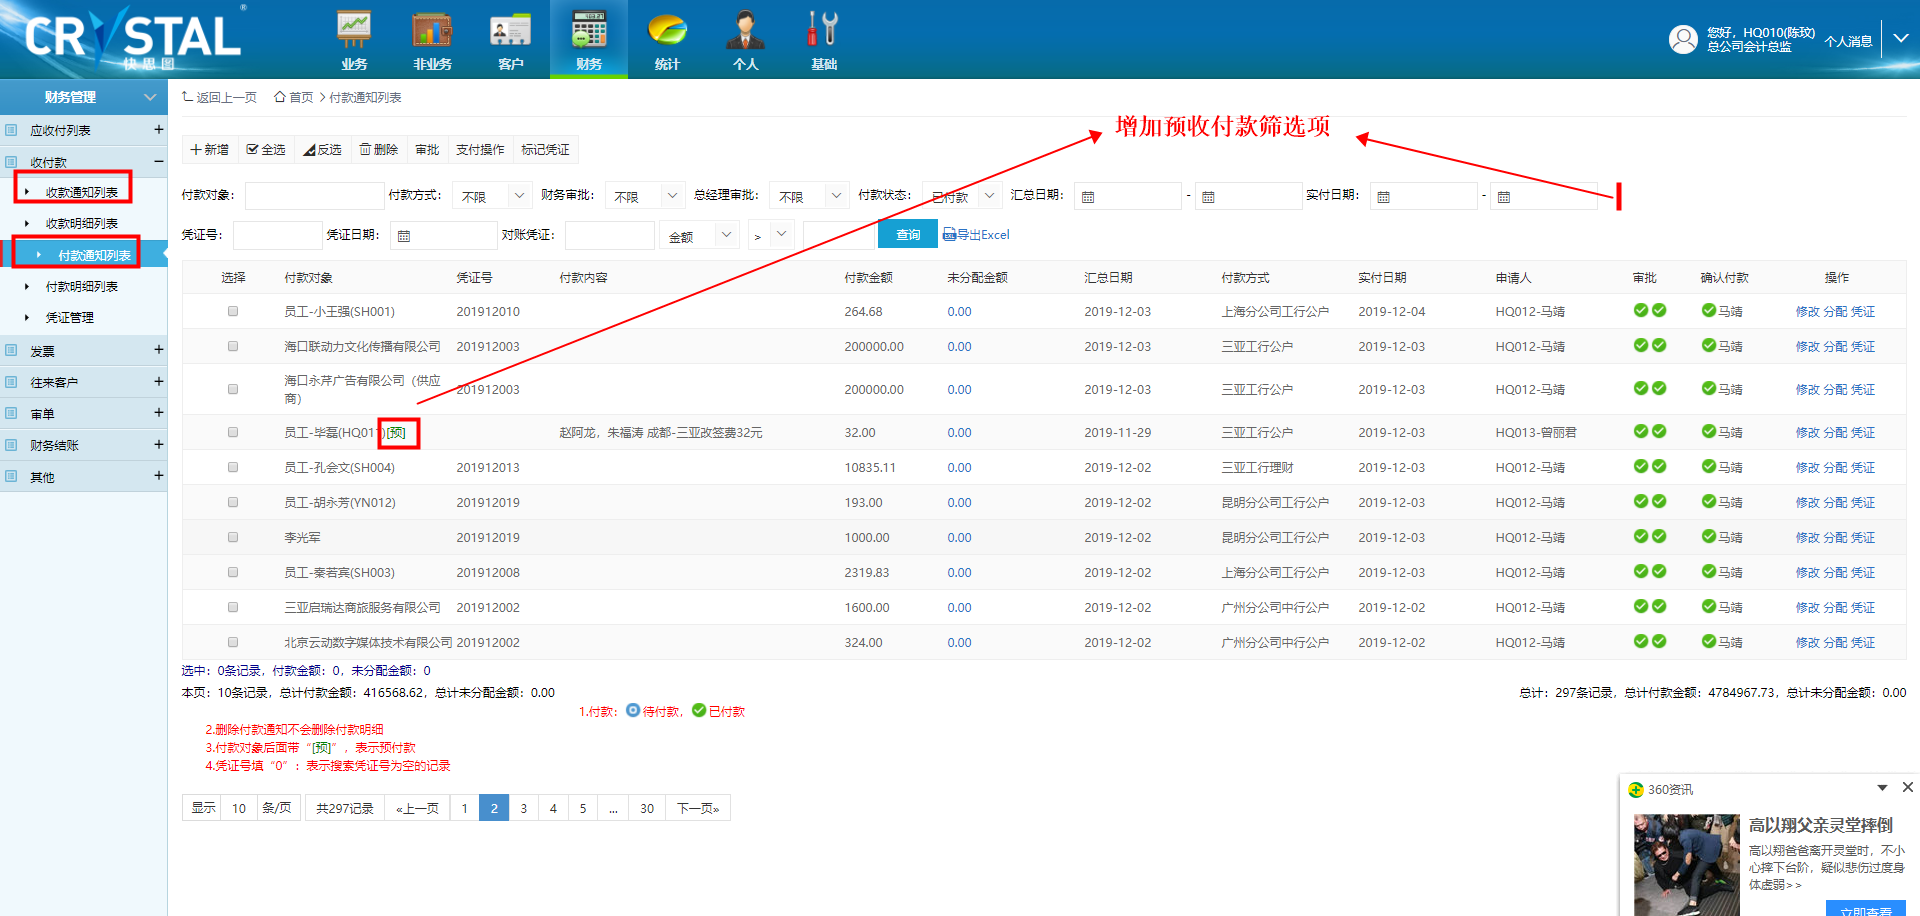 CRYSTAL ®
快思图
业务 非业务 客户 财务 统计 个人 基础
您好，HQ010(陈玟)
总公司会计总监
个人消息
财务管理
应收付列表 +
收付款 −
收款通知列表
收款明细列表
付款通知列表
付款明细列表
凭证管理
发票 +
往来客户 +
审单 +
财务结账 +
其他 +
返回上一页 首页 > 付款通知列表
增加预收付款筛选项
新增 全选 反选 删除 审批 支付操作 标记凭证
付款对象： 付款方式： 不限 财务审批： 不限 总经理审批： 不限 付款状态： 已付款 汇总日期： - 实付日期： -
凭证号： 凭证日期： 对账凭证： 金额 > 查询 导出Excel
选择 付款对象 凭证号 付款内容 付款金额 未分配金额 汇总日期 付款方式 实付日期 申请人 审批 确认付款 操作
员工-小王强(SH001) 201912010 264.68 0.00 2019-12-03 上海分公司工行公户 2019-12-04 HQ012-马靖 马靖 修改 分配 凭证
海口联动力文化传播有限公司 201912003 200000.00 0.00 2019-12-03 三亚工行公户 2019-12-03 HQ012-马靖 马靖 修改 分配 凭证
海口永芹广告有限公司（供应商） 201912003 200000.00 0.00 2019-12-03 三亚工行公户 2019-12-03 HQ012-马靖 马靖 修改 分配 凭证
员工-毕磊(HQ011)[预] 赵阿龙，朱福涛 成都-三亚改签费32元 32.00 0.00 2019-11-29 三亚工行公户 2019-12-03 HQ013-曾丽君 马靖 修改 分配 凭证
员工-孔会文(SH004) 201912013 10835.11 0.00 2019-12-02 三亚工行理财 2019-12-03 HQ012-马靖 马靖 修改 分配 凭证
员工-胡永芳(YN012) 201912019 193.00 0.00 2019-12-02 昆明分公司工行公户 2019-12-03 HQ012-马靖 马靖 修改 分配 凭证
李光军 201912019 1000.00 0.00 2019-12-02 昆明分公司工行公户 2019-12-03 HQ012-马靖 马靖 修改 分配 凭证
员工-秦若宾(SH003) 201912008 2319.83 0.00 2019-12-02 上海分公司工行公户 2019-12-03 HQ012-马靖 马靖 修改 分配 凭证
三亚启瑞达商旅服务有限公司 201912002 1600.00 0.00 2019-12-02 广州分公司中行公户 2019-12-02 HQ012-马靖 马靖 修改 分配 凭证
北京云动数字媒体技术有限公司 201912002 324.00 0.00 2019-12-02 广州分公司中行公户 2019-12-02 HQ012-马靖 马靖 修改 分配 凭证
选中：0条记录，付款金额：0，未分配金额：0
本页：10条记录，总计付款金额：416568.62，总计未分配金额：0.00 总计：297条记录，总计付款金额：4784967.73，总计未分配金额：0.00
1.付款： 待付款， 已付款
2.删除付款通知不会删除付款明细
3.付款对象后面带“[预]”，表示预付款
4.凭证号填“0”：表示搜索凭证号为空的记录
显示 10 条/页 共297记录 «上一页 1 2 3 4 5 ... 30 下一页»
360资讯
高以翔父亲灵堂摔倒
高以翔爸爸离开灵堂时，不小
心摔下台阶，疑似悲伤过度身
体虚弱>>
立即查看